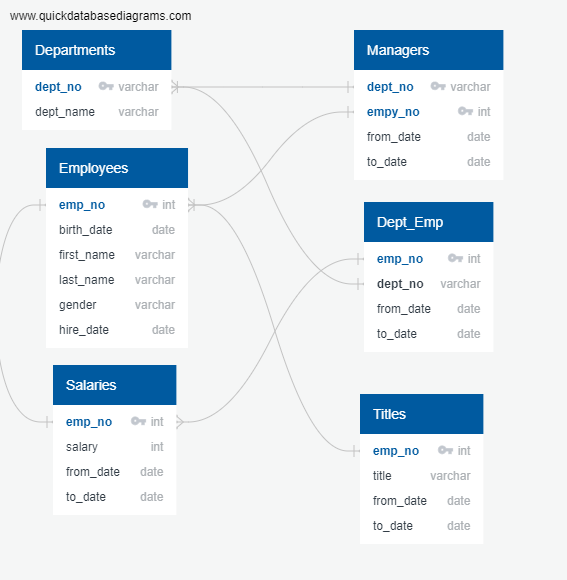 www.quickdatabasediagrams.com
Departments
dept_no varchar
dept_name varchar
Managers
dept_no varchar
empy_no int
from_date date
to_date date
Employees
emp_no int
birth_date date
first_name varchar
last_name varchar
gender varchar
hire_date date
Dept_Emp
emp_no int
dept_no varchar
from_date date
to_date date
Salaries
emp_no int
salary int
from_date date
to_date date
Titles
emp_no int
title varchar
from_date date
to_date date